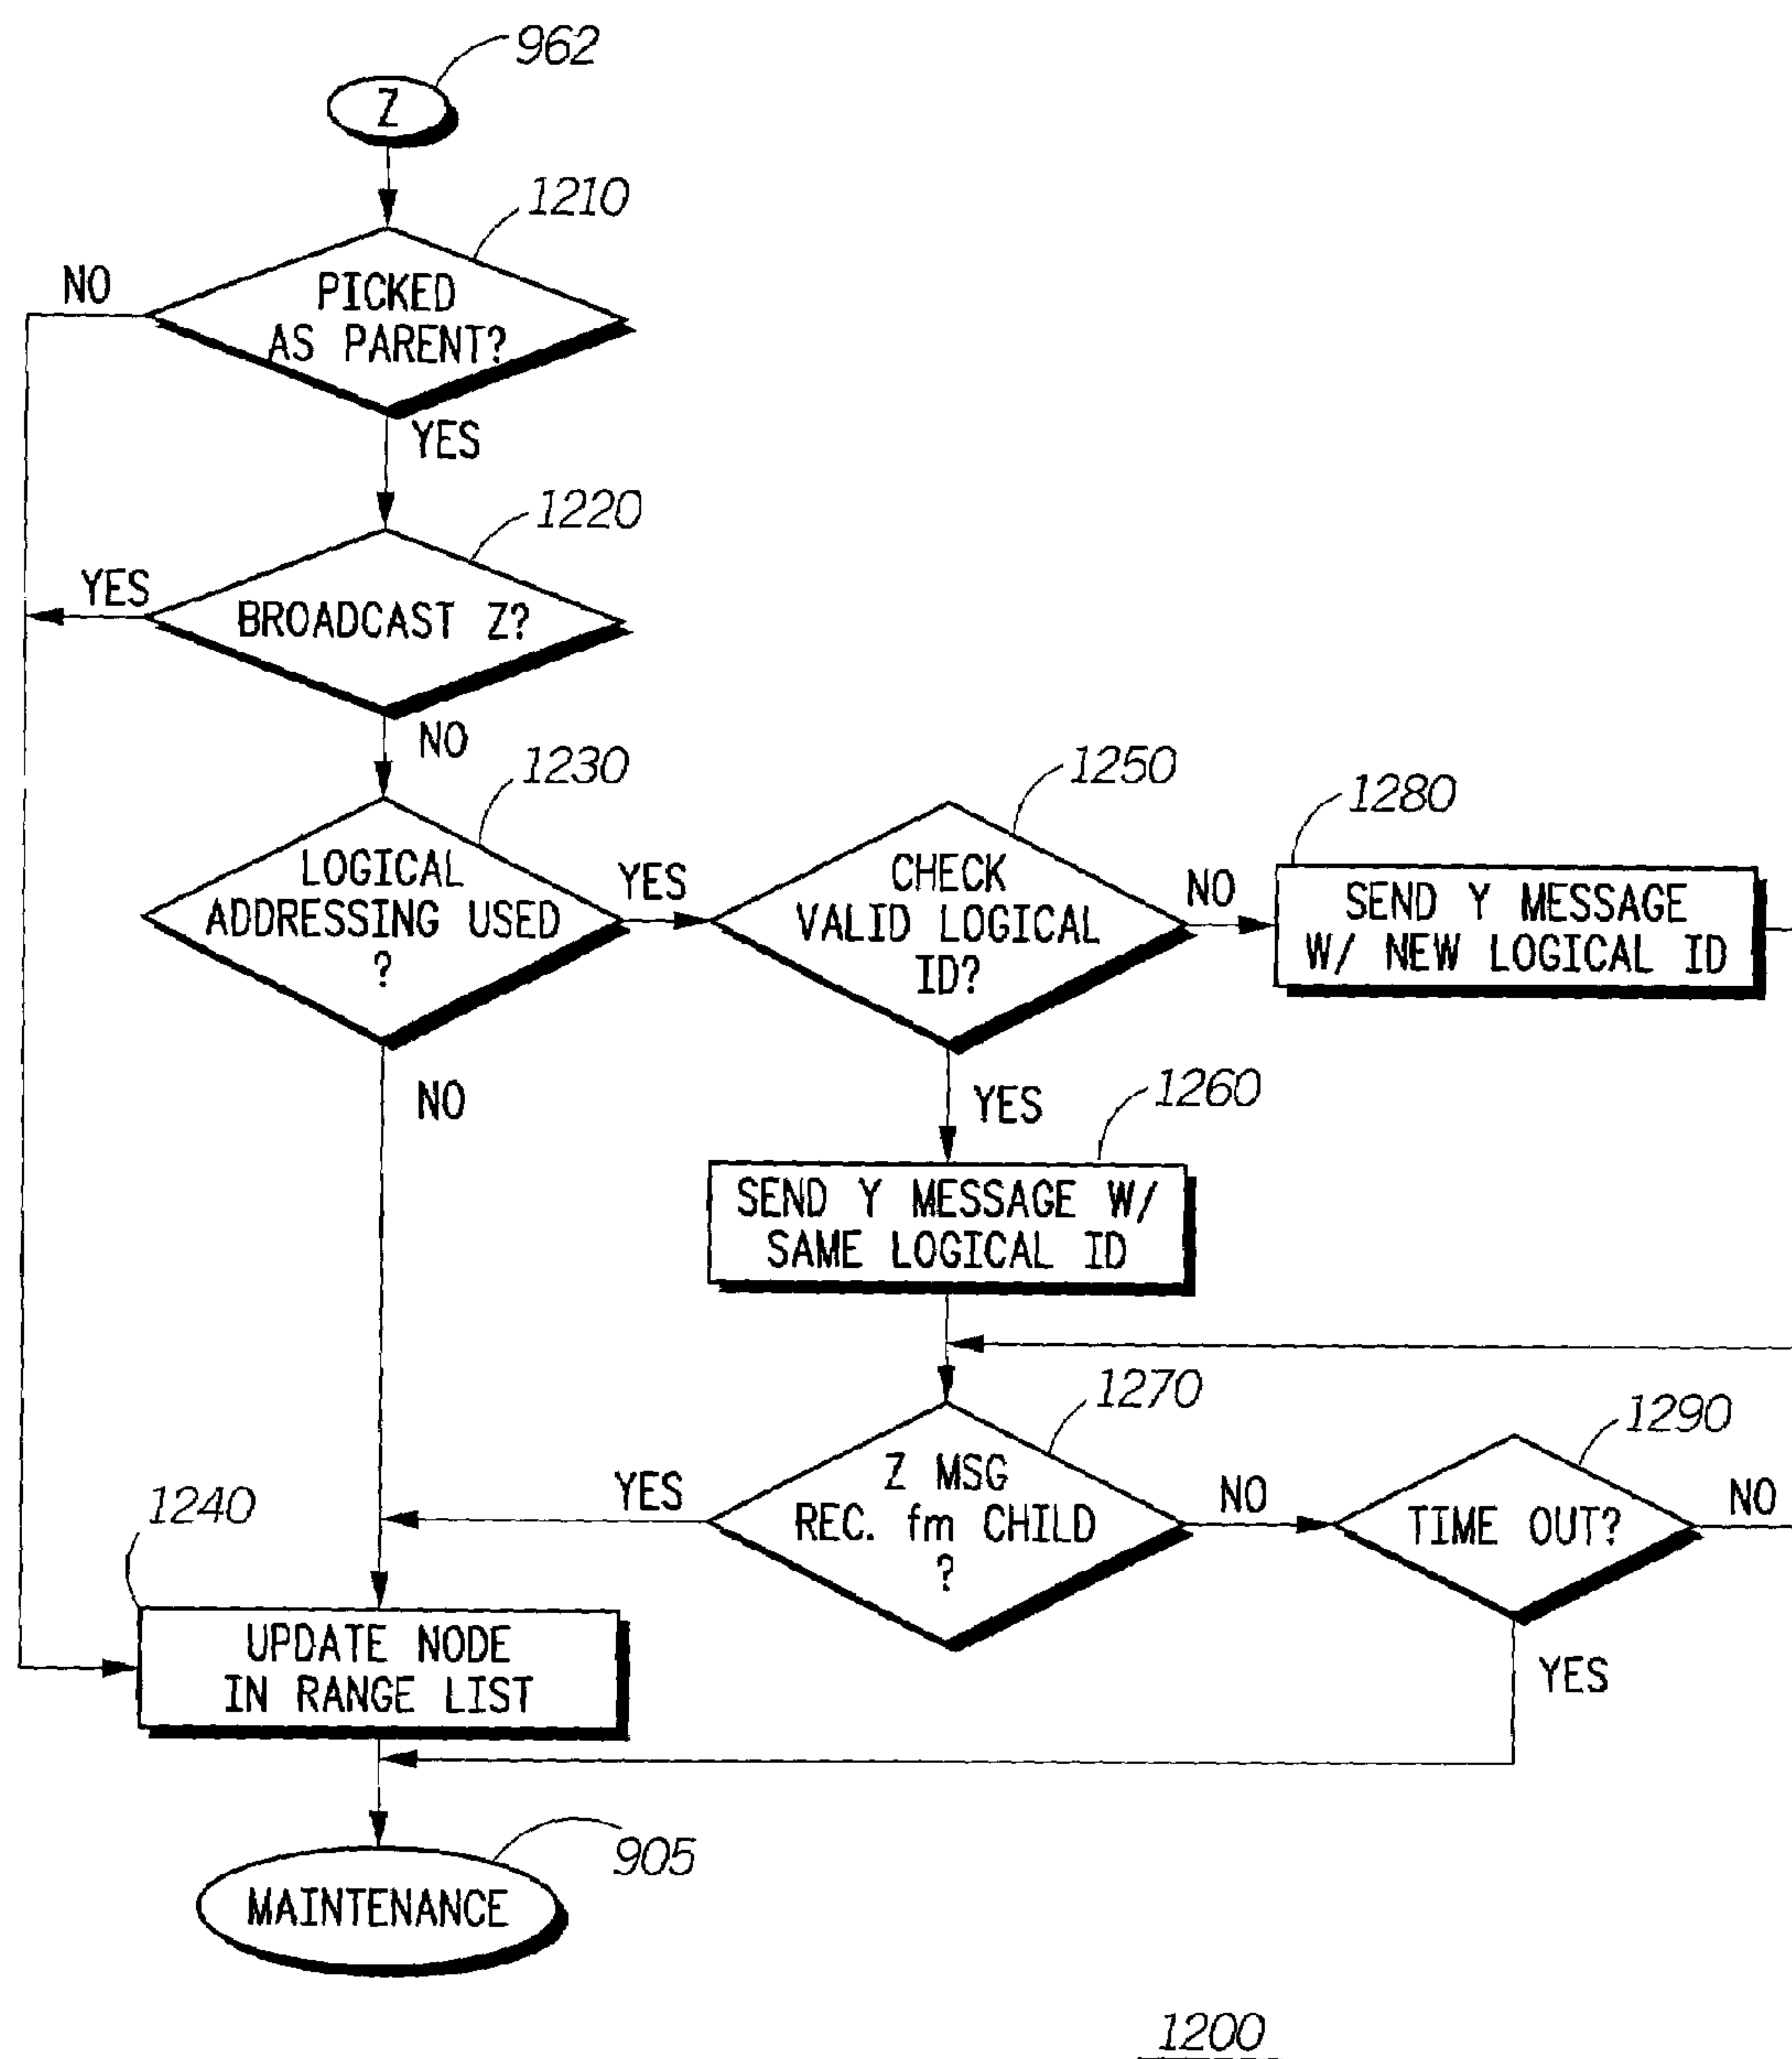 962
Z
1210
NO
PICKED
AS PARENT?
YES
1220
YES
BROADCAST Z?
NO
1230
1250
1280
LOGICAL
ADDRESSING USED
?
YES
CHECK
VALID LOGICAL
ID?
NO
SEND Y MESSAGE
W/ NEW LOGICAL ID
NO
YES
1260
SEND Y MESSAGE W/
SAME LOGICAL ID
1270
1290
1240
YES
Z MSG
REC. fm CHILD
?
NO
TIME OUT?
NO
UPDATE NODE
IN RANGE LIST
YES
905
MAINTENANCE
1200